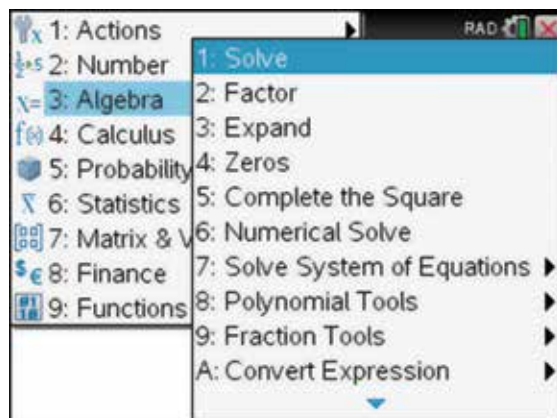 1: Actions
2: Number
3: Algebra
4: Calculus
5: Probability
6: Statistics
7: Matrix & V
8: Finance
9: Functions
RAD
1: Solve
2: Factor
3: Expand
4: Zeros
5: Complete the Square
6: Numerical Solve
7: Solve System of Equations
8: Polynomial Tools
9: Fraction Tools
A: Convert Expression